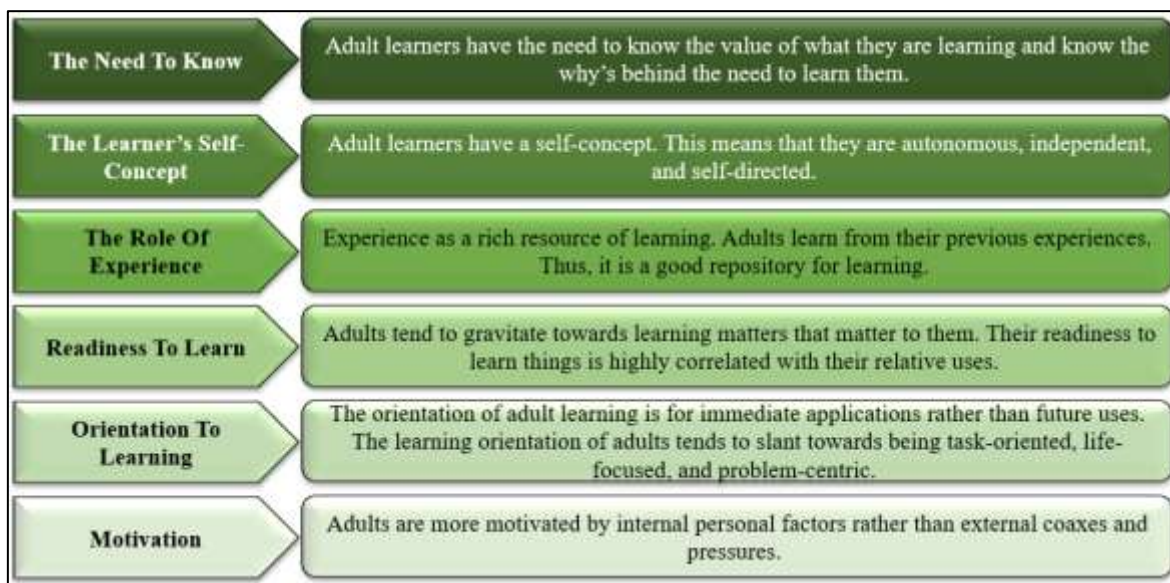 The Need To Know
Adult learners have the need to know the value of what they are learning and know the
why's behind the need to learn them.
The Learner's Self-
Concept
Adult learners have a self-concept. This means that they are autonomous, independent,
and self-directed.
The Role Of
Experience
Experience as a rich resource of learning. Adults learn from their previous experiences.
Thus, it is a good repository for learning.
Readiness To Learn
Adults tend to gravitate towards learning matters that matter to them. Their readiness to
learn things is highly correlated with their relative uses.
Orientation To
Learning
The orientation of adult learning is for immediate applications rather than future uses.
The learning orientation of adults tends to slant towards being task-oriented, life-
focused, and problem-centric.
Motivation
Adults are more motivated by internal personal factors rather than external coaxes and
pressures.